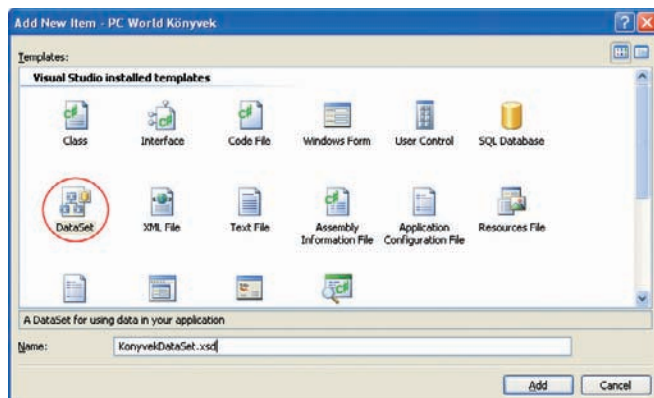 Add New Item - PC World Könyvek
Templates:
Visual Studio installed templates
Class
Interface
Code File
Windows Form
User Control
SQL Database
DataSet
XML File
Text File
Assembly
Information File
Application
Configuration File
Resources File
A DataSet for using data in your application
Name:
KonyvekDataSet.xsd
Add
Cancel